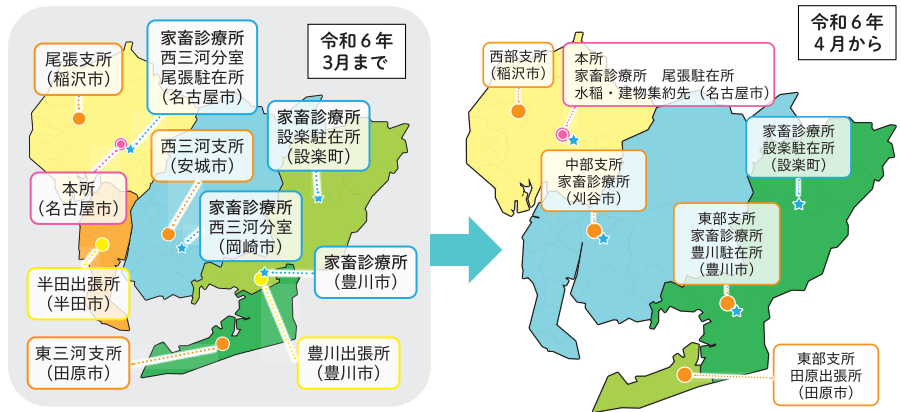 令和６年
3月まで
尾張支所
（稲沢市）
家畜診療所
西三河分室
尾張駐在所
（名古屋市）
西三河支所
（安城市）
家畜診療所
設楽駐在所
（設楽町）
本所
（名古屋市）
家畜診療所
西三河分室
（岡崎市）
半田出張所
（半田市）
家畜診療所
（豊川市）
東三河支所
（田原市）
豊川出張所
（豊川市）
令和６年
４月から
西部支所
（稲沢市）
本所
家畜診療所　尾張駐在所
水稲・建物集約先（名古屋市）
中部支所
家畜診療所
（刈谷市）
家畜診療所
設楽駐在所
（設楽町）
東部支所
家畜診療所
豊川駐在所
（豊川市）
東部支所
田原出張所
（田原市）